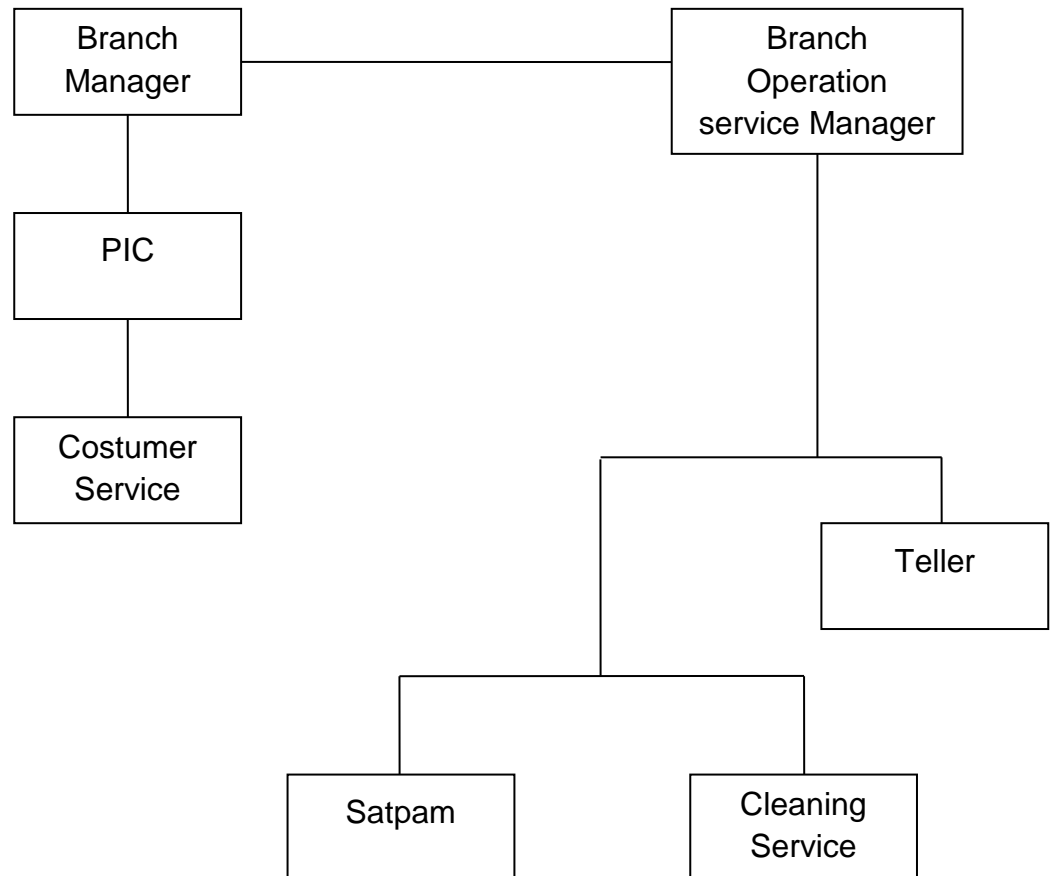 Branch
Manager
Branch
Operation
service Manager
PIC
Costumer
Service
Teller
Satpam
Cleaning
Service